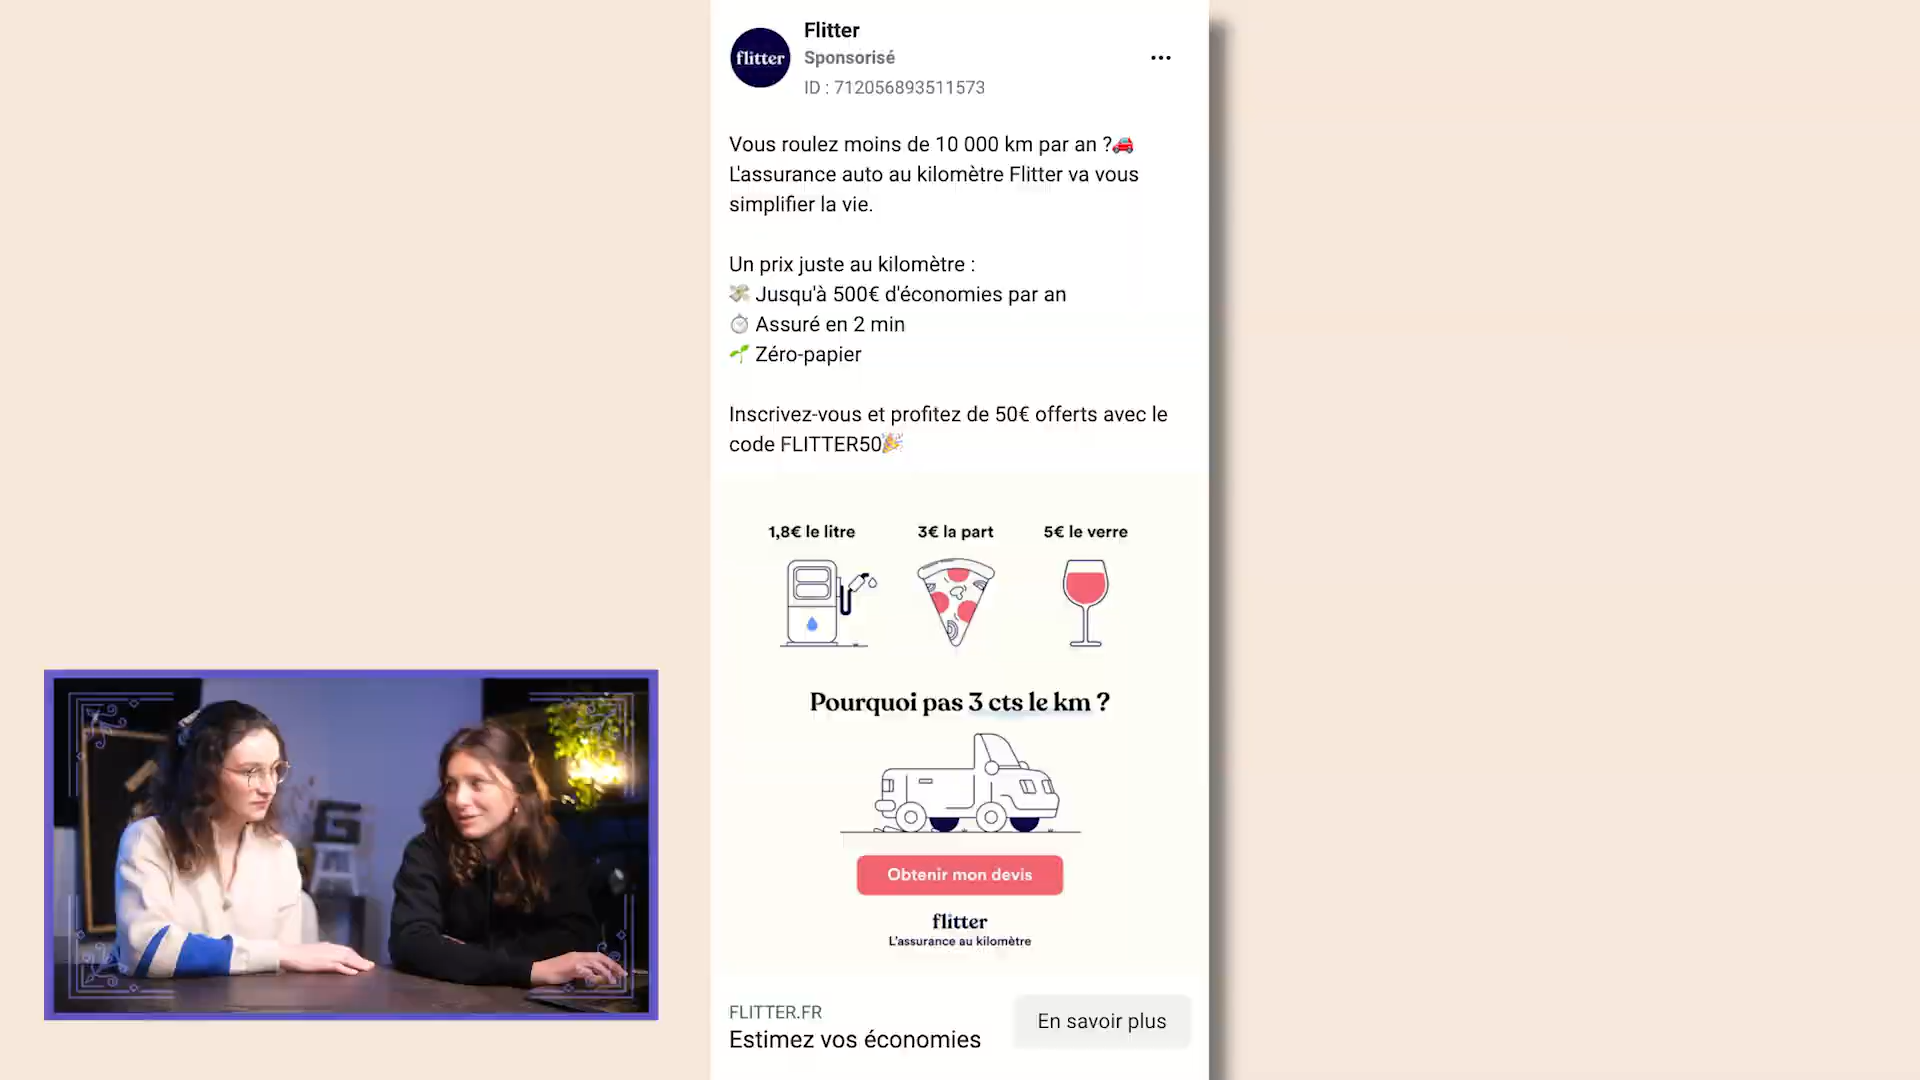 flitter
Flitter
Sponsorisé
ID : 712056893511573
Vous roulez moins de 10 000 km par an ?🚗
L'assurance auto au kilomètre Flitter va vous
simplifier la vie.
Un prix juste au kilomètre :
💸 Jusqu'à 500€ d'économies par an
⏱️ Assuré en 2 min
🌱 Zéro-papier
Inscrivez-vous et profitez de 50€ offerts avec le
code FLITTER50🎉
1,8€ le litre
3€ la part
5€ le verre
Pourquoi pas 3 cts le km ?
Obtenir mon devis
flitter
L'assurance au kilomètre
FLITTER.FR
Estimez vos économies
En savoir plus